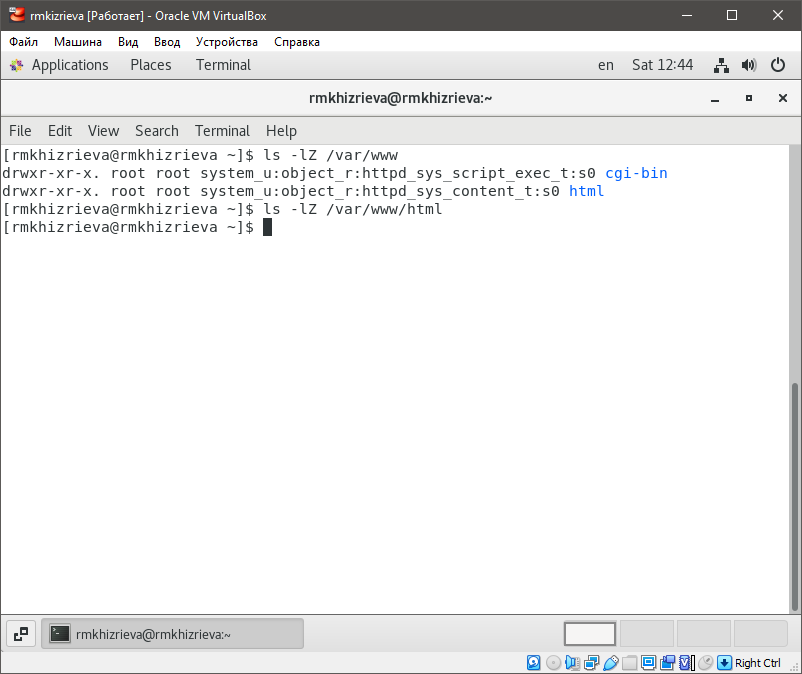 rmkizrieva [Работает] - Oracle VM VirtualBox
Файл Машина Вид Ввод Устройства Справка
Applications Places Terminal en Sat 12:44
rmkhizrieva@rmkhizrieva:~
File Edit View Search Terminal Help
[rmkhizrieva@rmkhizrieva ~]$ ls -lZ /var/www
drwxr-xr-x. root root system_u:object_r:httpd_sys_script_exec_t:s0 cgi-bin
drwxr-xr-x. root root system_u:object_r:httpd_sys_content_t:s0 html
[rmkhizrieva@rmkhizrieva ~]$ ls -lZ /var/www/html
[rmkhizrieva@rmkhizrieva ~]$
rmkhizrieva@rmkhizrieva:~
Right Ctrl